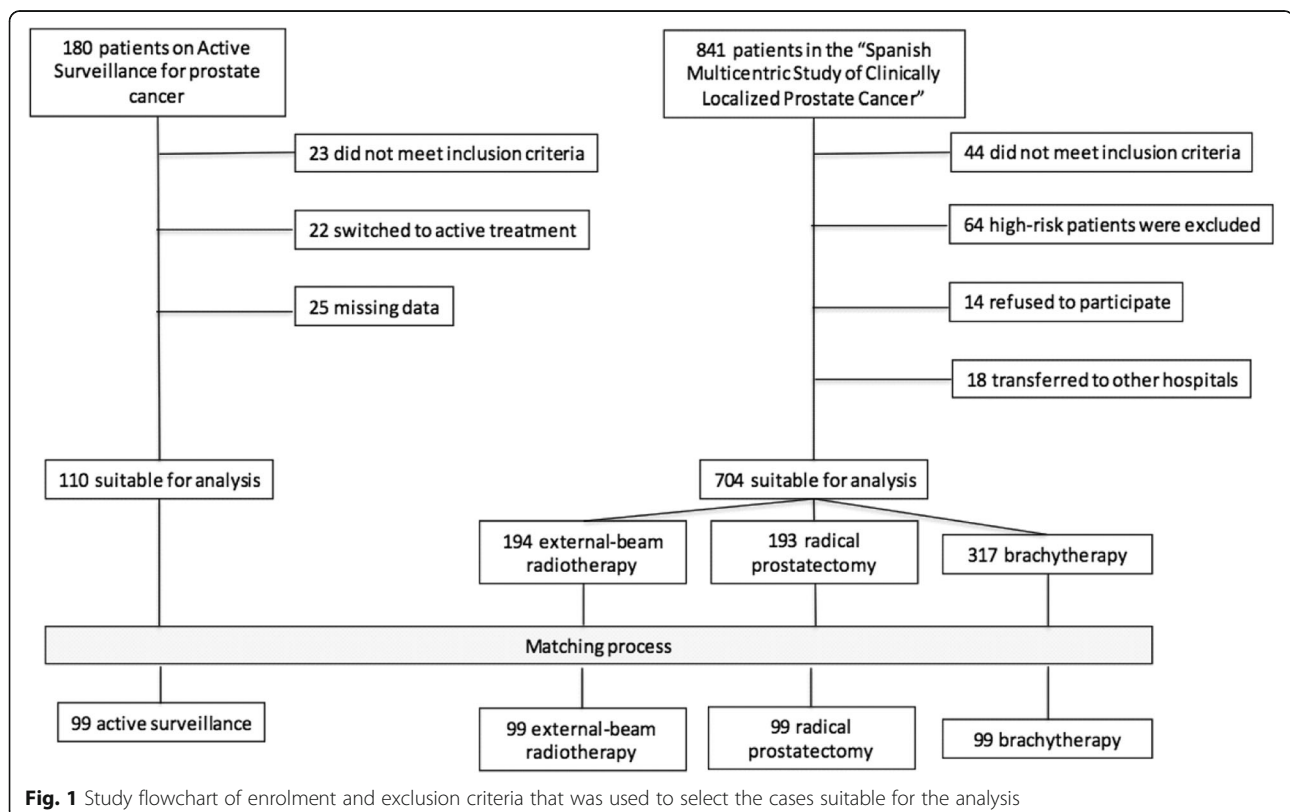 180 patients on Active
Surveillance for prostate
cancer
841 patients in the “Spanish
Multicentric Study of Clinically
Localized Prostate Cancer”
23 did not meet inclusion criteria
44 did not meet inclusion criteria
22 switched to active treatment
64 high-risk patients were excluded
25 missing data
14 refused to participate
18 transferred to other hospitals
110 suitable for analysis
704 suitable for analysis
194 external-beam
radiotherapy
193 radical
prostatectomy
317 brachytherapy
Matching process
99 active surveillance
99 external-beam
radiotherapy
99 radical
prostatectomy
99 brachytherapy
Fig. 1 Study flowchart of enrolment and exclusion criteria that was used to select the cases suitable for the analysis